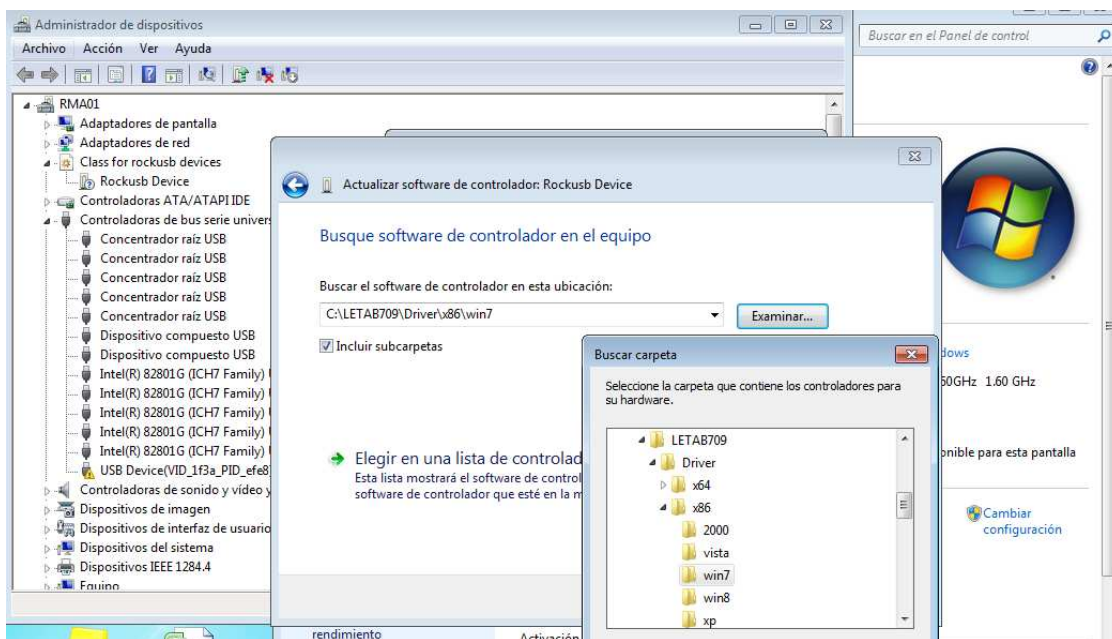 Administrador de dispositivos
Archivo Acción Ver Ayuda
RMA01
Adaptadores de pantalla
Adaptadores de red
Class for rockusb devices
Rockusb Device
Controladoras ATA/ATAPI IDE
Controladoras de bus serie univers
Concentrador raíz USB
Concentrador raíz USB
Concentrador raíz USB
Concentrador raíz USB
Concentrador raíz USB
Dispositivo compuesto USB
Dispositivo compuesto USB
Intel(R) 82801G (ICH7 Family) U
Intel(R) 82801G (ICH7 Family) U
Intel(R) 82801G (ICH7 Family) U
Intel(R) 82801G (ICH7 Family) U
USB Device(VID_1f3a_PID_efe8
Controladoras de sonido y vídeo y
Dispositivos de imagen
Dispositivos de interfaz de usuario
Dispositivos del sistema
Dispositivos IEEE 1284.4
Equipo
Actualizar software de controlador: Rockusb Device
Busque software de controlador en el equipo
Buscar el software de controlador en esta ubicación:
C:\LETAB709\Driver\x86\win7
Examinar...
Incluir subcarpetas
Elegir en una lista de controlad
Esta lista mostrará el software de control
software de controlador que esté en la m
Buscar carpeta
Seleccione la carpeta que contiene los controladores para
su hardware.
LETAB709
Driver
x64
x86
2000
vista
win7
win8
xp
Buscar en el Panel de control
dows
60GHz 1.60 GHz
onible para esta pantalla
Cambiar
configuración
rendimiento
Activación